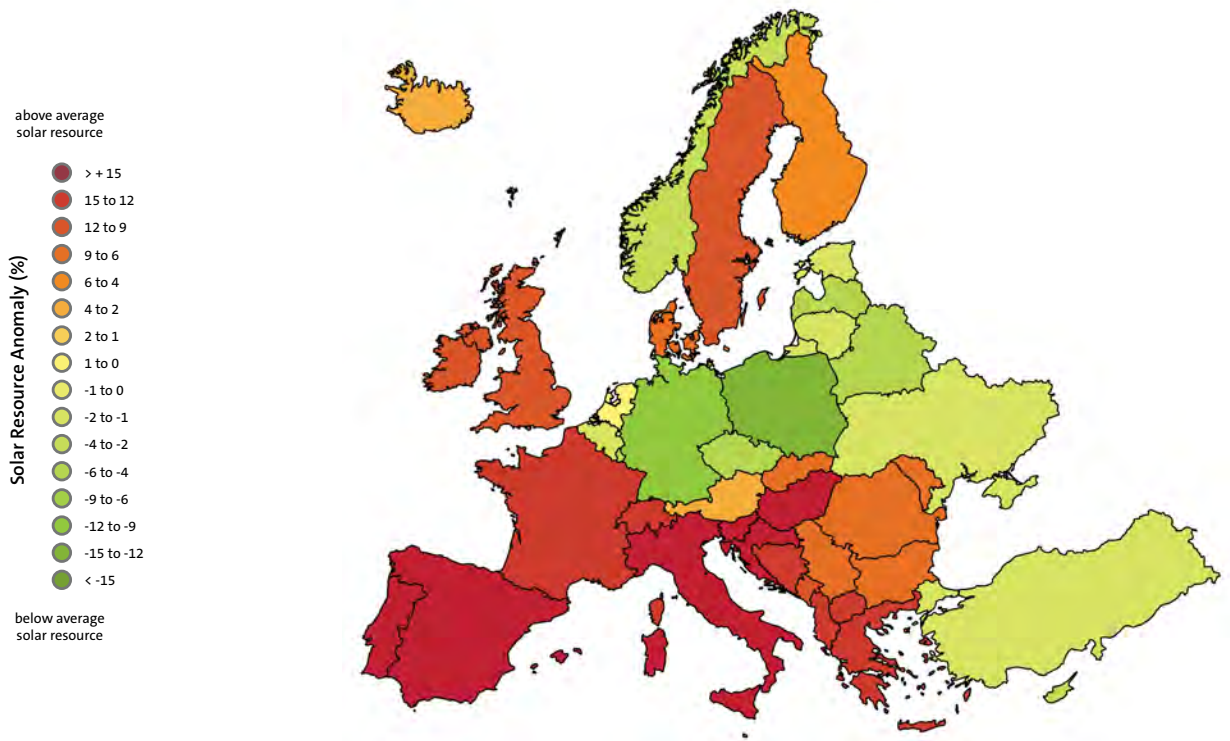 above average
solar resource
Solar Resource Anomaly (%)
> + 15
15 to 12
12 to 9
9 to 6
6 to 4
4 to 2
2 to 1
1 to 0
-1 to 0
-2 to -1
-4 to -2
-6 to -4
-9 to -6
-12 to -9
-15 to -12
< -15
below average
solar resource